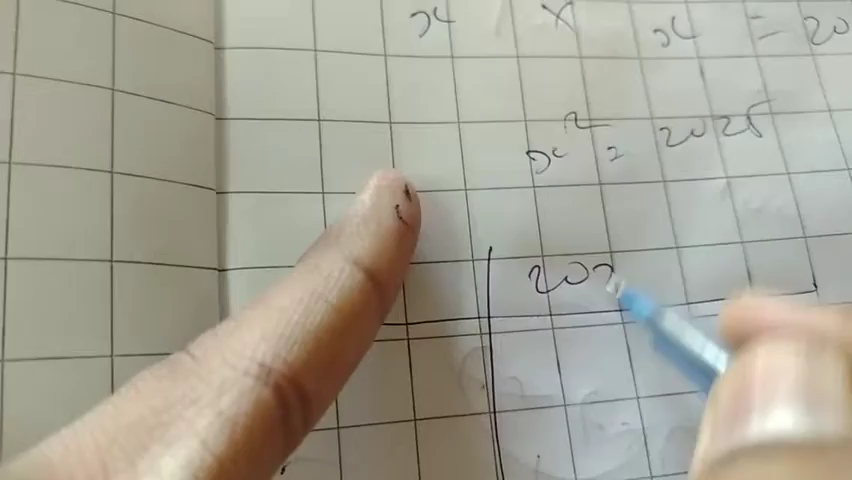 x × x = 20
x² = 2025
202